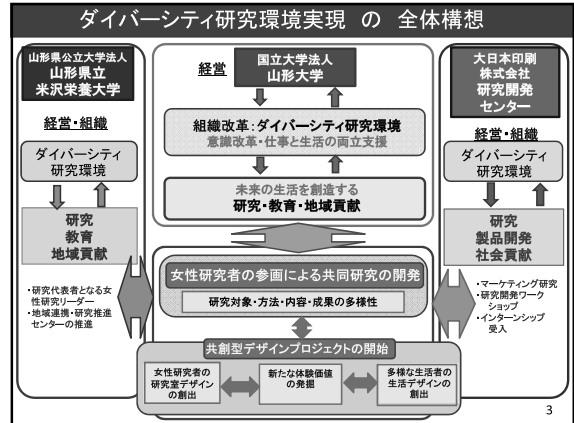 ダイバーシティ研究環境実現 の 全体構想
山形県公立大学法人
山形県立
米沢栄養大学
経営・組織
ダイバーシティ
研究環境
研究
教育
地域貢献
・研究代表者となる女
性研究リーダー
・地域連携・研究推進
センターの推進
経営
国立大学法人
山形大学
組織改革:ダイバーシティ研究環境
意識改革・仕事と生活の両立支援
未来の生活を創造する
研究・教育・地域貢献
女性研究者の参画による共同研究の開発
研究対象・方法・内容・成果の多様性
共創型デザインプロジェクトの開始
女性研究者の
研究室デザイン
の創出
新たな体験価値
の発掘
多様な生活者の
生活デザインの
創出
大日本印刷
株式会社
研究開発
センター
経営・組織
ダイバーシティ
研究環境
研究
製品開発
社会貢献
・マーケティング研究
・研究開発ワーク
ショップ
・インターンシップ
受入
3